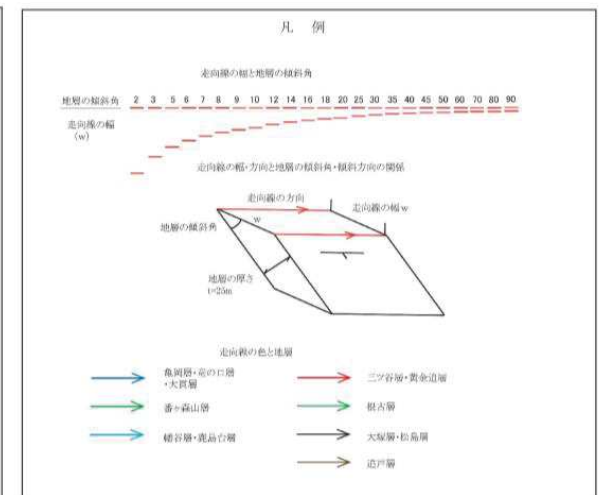 凡 例
走向線の幅と地層の傾斜角
地層の傾斜角 2 3 5 6 7 8 9 10 12 14 16 18 20 25 30 35 40 45 50 60 70 80 90
走向線の幅
(w)
走向線の幅・方向と地層の傾斜角・傾斜方向の関係
走向線の方向
走向線の幅w
地層の傾斜角
w
地層の厚さ
t=25m
走向線の色と地層
亀岡層・竜の口層
・大貫層
三ツ谷層・黄金迫層
番ヶ森山層
根古層
幡谷層・鹿島台層
大塚層・松島層
追戸層